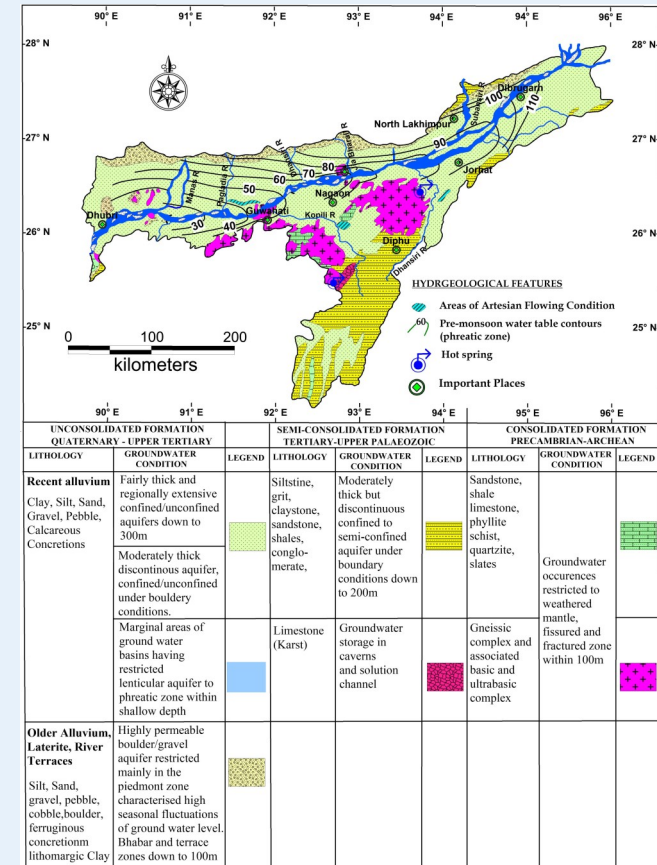 90° E 91° E 92° E 93° E 94° E 95° E 96° E
28° N 28° N
27° N 27° N
26° N 26° N
25° N 25° N
Dibrugarh
100
110
Subansiri R
North Lakhimpur
90
Jorhat
80
70
60
50
40
30
Manas R
Pagladia R
Nagaon
Guwahati
Kopili R
Dhubri
Diphu
Dhansiri R
HYDRGEOLOGICAL FEATURES
Areas of Artesian Flowing Condition
60 Pre-monsoon water table contours
(phreatic zone)
Hot spring
Important Places
0 100 200
kilometers
90° E 91° E 92° E 93° E 94° E 95° E 96° E
UNCONSOLIDATED FORMATION
QUATERNARY - UPPER TERTIARY
SEMI-CONSOLIDATED FORMATION
TERTIARY-UPPER PALAEOZOIC
CONSOLIDATED FORMATION
PRECAMBRIAN-ARCHEAN
LITHOLOGY
GROUNDWATER
CONDITION
LEGEND
LITHOLOGY
GROUNDWATER
CONDITION
LEGEND
LITHOLOGY
GROUNDWATER
CONDITION
LEGEND
Recent alluvium
Clay, Silt, Sand,
Gravel, Pebble,
Calcareous
Concretions
Fairly thick and
regionally extensive
confined/unconfined
aquifers down to
300m
Moderately thick
discontinous aquifer,
confined/unconfined
under bouldery
conditions.
Marginal areas of
ground water
basins having
restricted
lenticular aquifer to
phreatic zone within
shallow depth
Siltstine,
grit,
claystone,
sandstone,
shales,
conglo-
merate,
Moderately
thick but
discontinuous
confined to
semi-confined
aquifer under
boundary
conditions down
to 200m
Limestone
(Karst)
Groundwater
storage in
caverns
and solution
channel
Sandstone,
shale
limestone,
phyllite
schist,
quartzite,
slates
Groundwater
occurences
restricted to
weathered
mantle,
fissured and
fractured zone
within 100m
Gneissic
complex and
associated
basic and
ultrabasic
complex
Older Alluvium,
Laterite, River
Terraces
Silt, Sand,
gravel, pebble,
cobble,boulder,
ferruginous
concretionm
lithomargic Clay
Highly permeable
boulder/gravel
aquifer restricted
mainly in the
piedmont zone
characterised high
seasonal fluctuations
of ground water level.
Bhabar and terrace
zones down to 100m